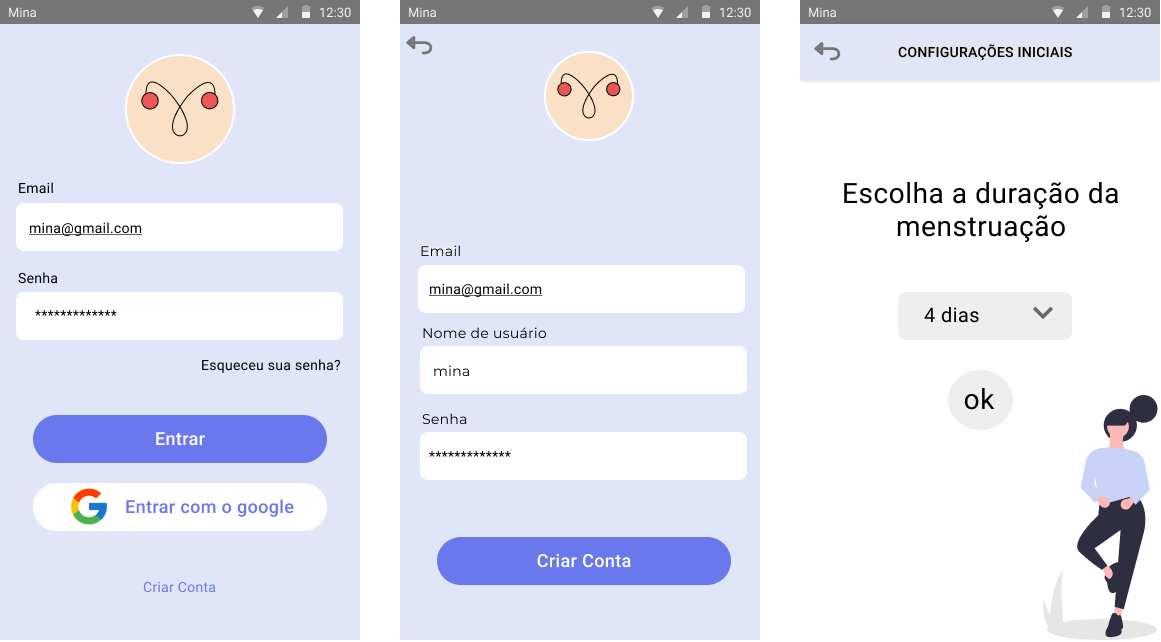 Mina 12:30
Email
mina@gmail.com
Senha
*************
Esqueceu sua senha?
Entrar
Entrar com o google
Criar Conta
Mina 12:30
Email
mina@gmail.com
Nome de usuário
mina
Senha
*************
Criar Conta
Mina 12:30
CONFIGURAÇÕES INICIAIS
Escolha a duração da
menstruação
4 dias
ok